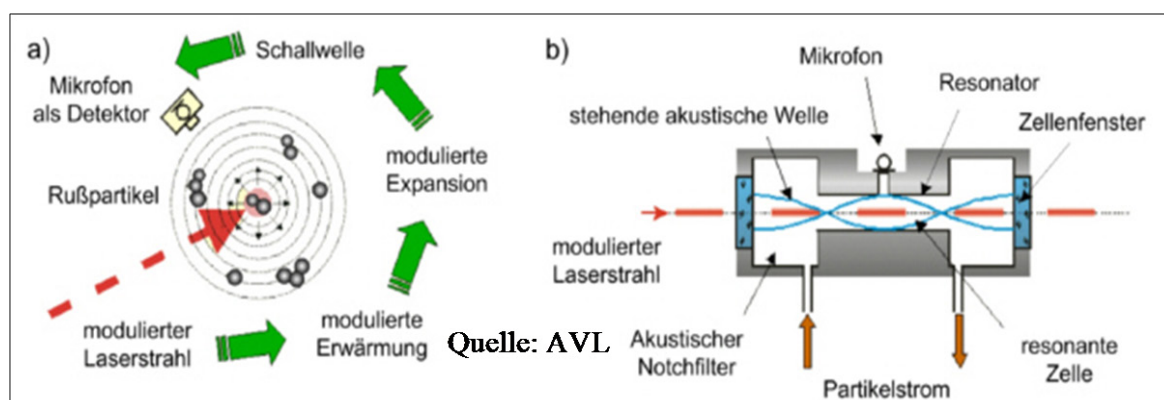 a)
Schallwelle
Mikrofon
als Detektor
Rußpartikel
modulierte
Expansion
modulierter
Laserstrahl
modulierte
Erwärmung
Quelle: AVL
b)
Mikrofon
Resonator
stehende akustische Welle
Zellenfenster
modulierter
Laserstrahl
Akustischer
Notchfilter
Partikelstrom
resonante
Zelle